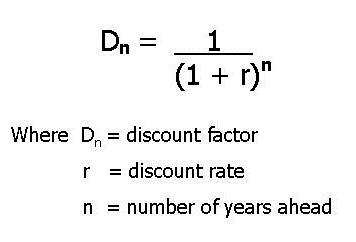 Dₙ = 1
(1 + r)ⁿ
Where Dₙ = discount factor
r = discount rate
n = number of years ahead